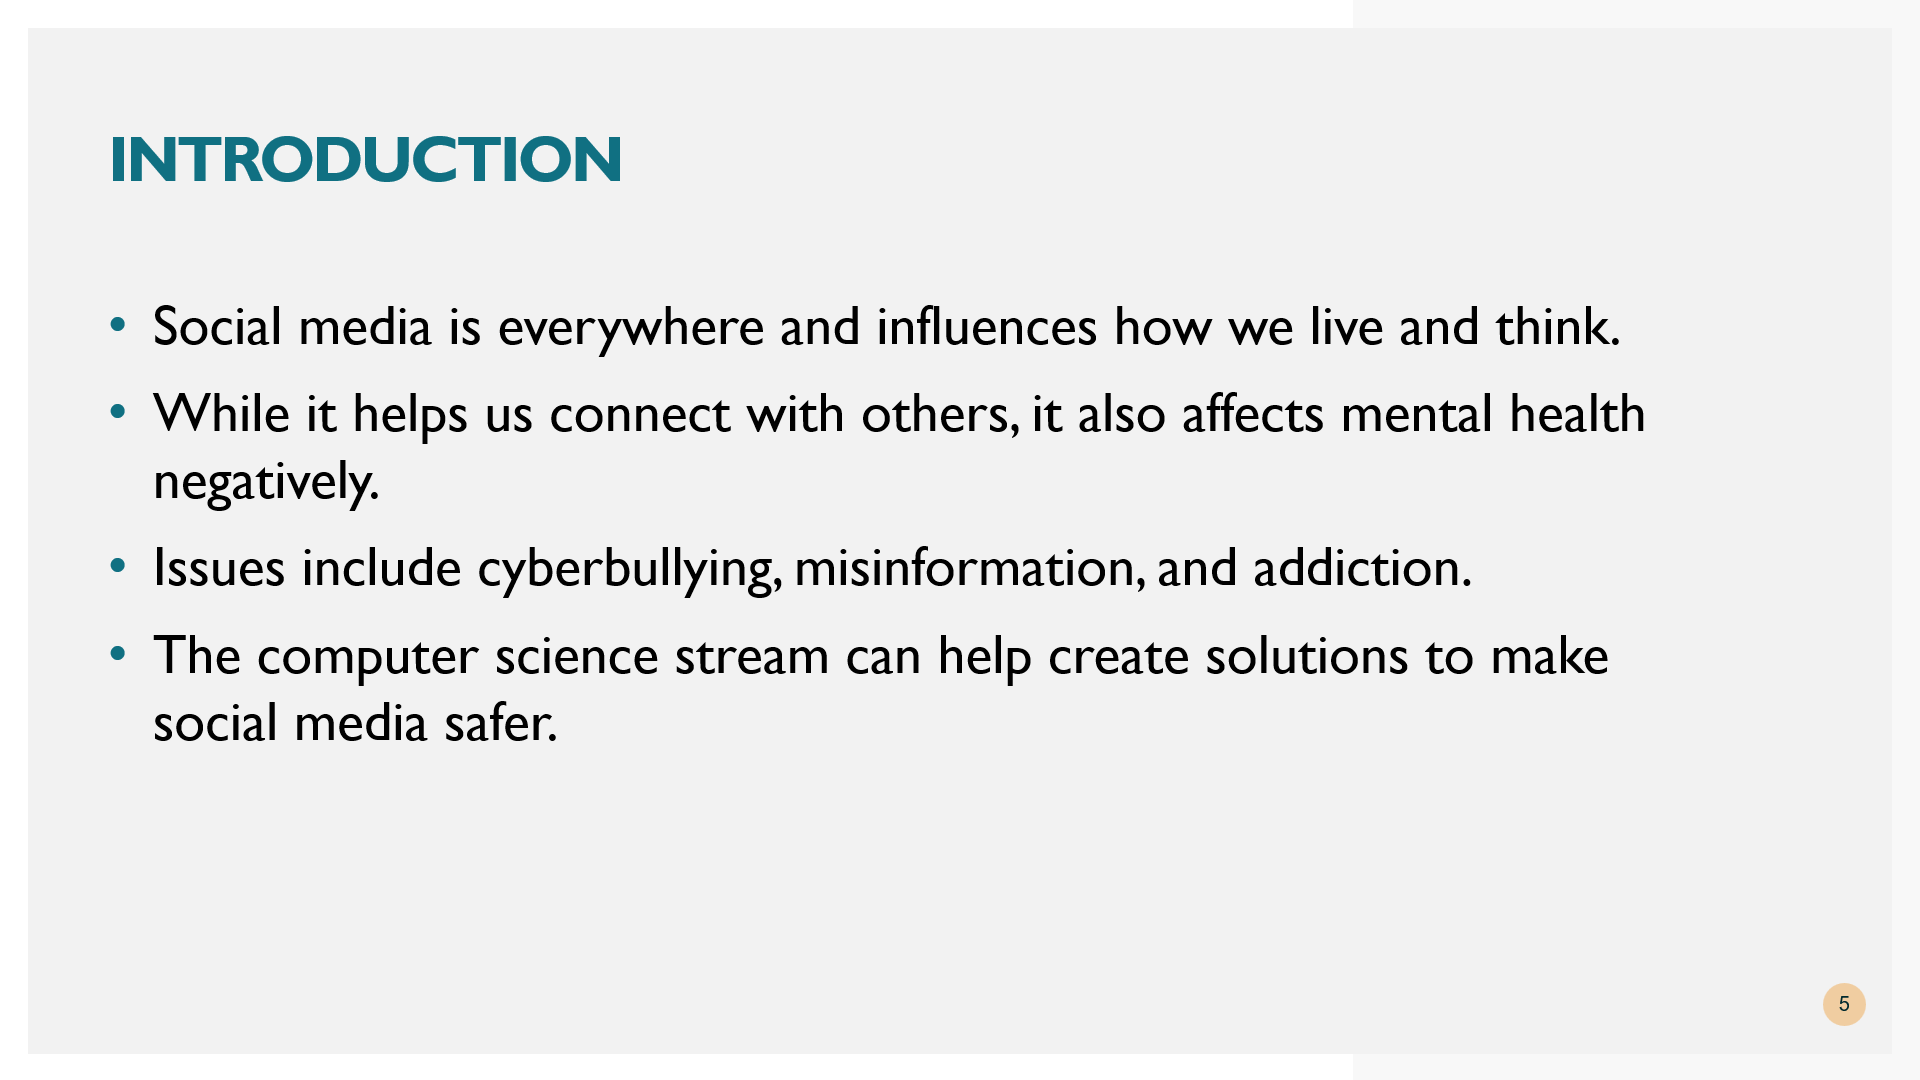 INTRODUCTION
• Social media is everywhere and influences how we live and think.
• While it helps us connect with others, it also affects mental health
negatively.
• Issues include cyberbullying, misinformation, and addiction.
• The computer science stream can help create solutions to make
social media safer.
5